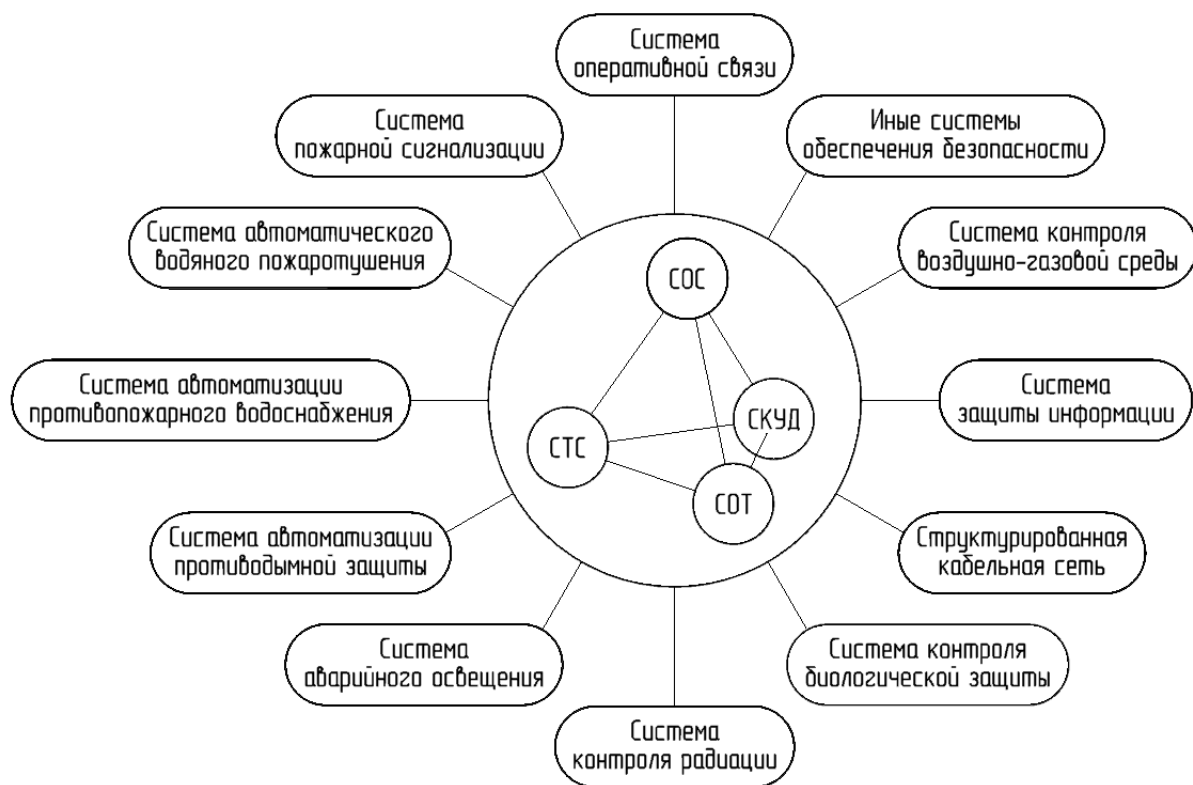 Система
оперативной связи
Система
пожарной сигнализации
Иные системы
обеспечения безопасности
Система автоматического
водяного пожаротушения
Система контроля
воздушно-газовой среды
СОС
Система автоматизации
противопожарного водоснабжения
Система
защиты информации
СКУД
СТС
СОТ
Система автоматизации
противодымной защиты
Структурированная
кабельная сеть
Система
аварийного освещения
Система контроля
биологической защиты
Система
контроля радиации